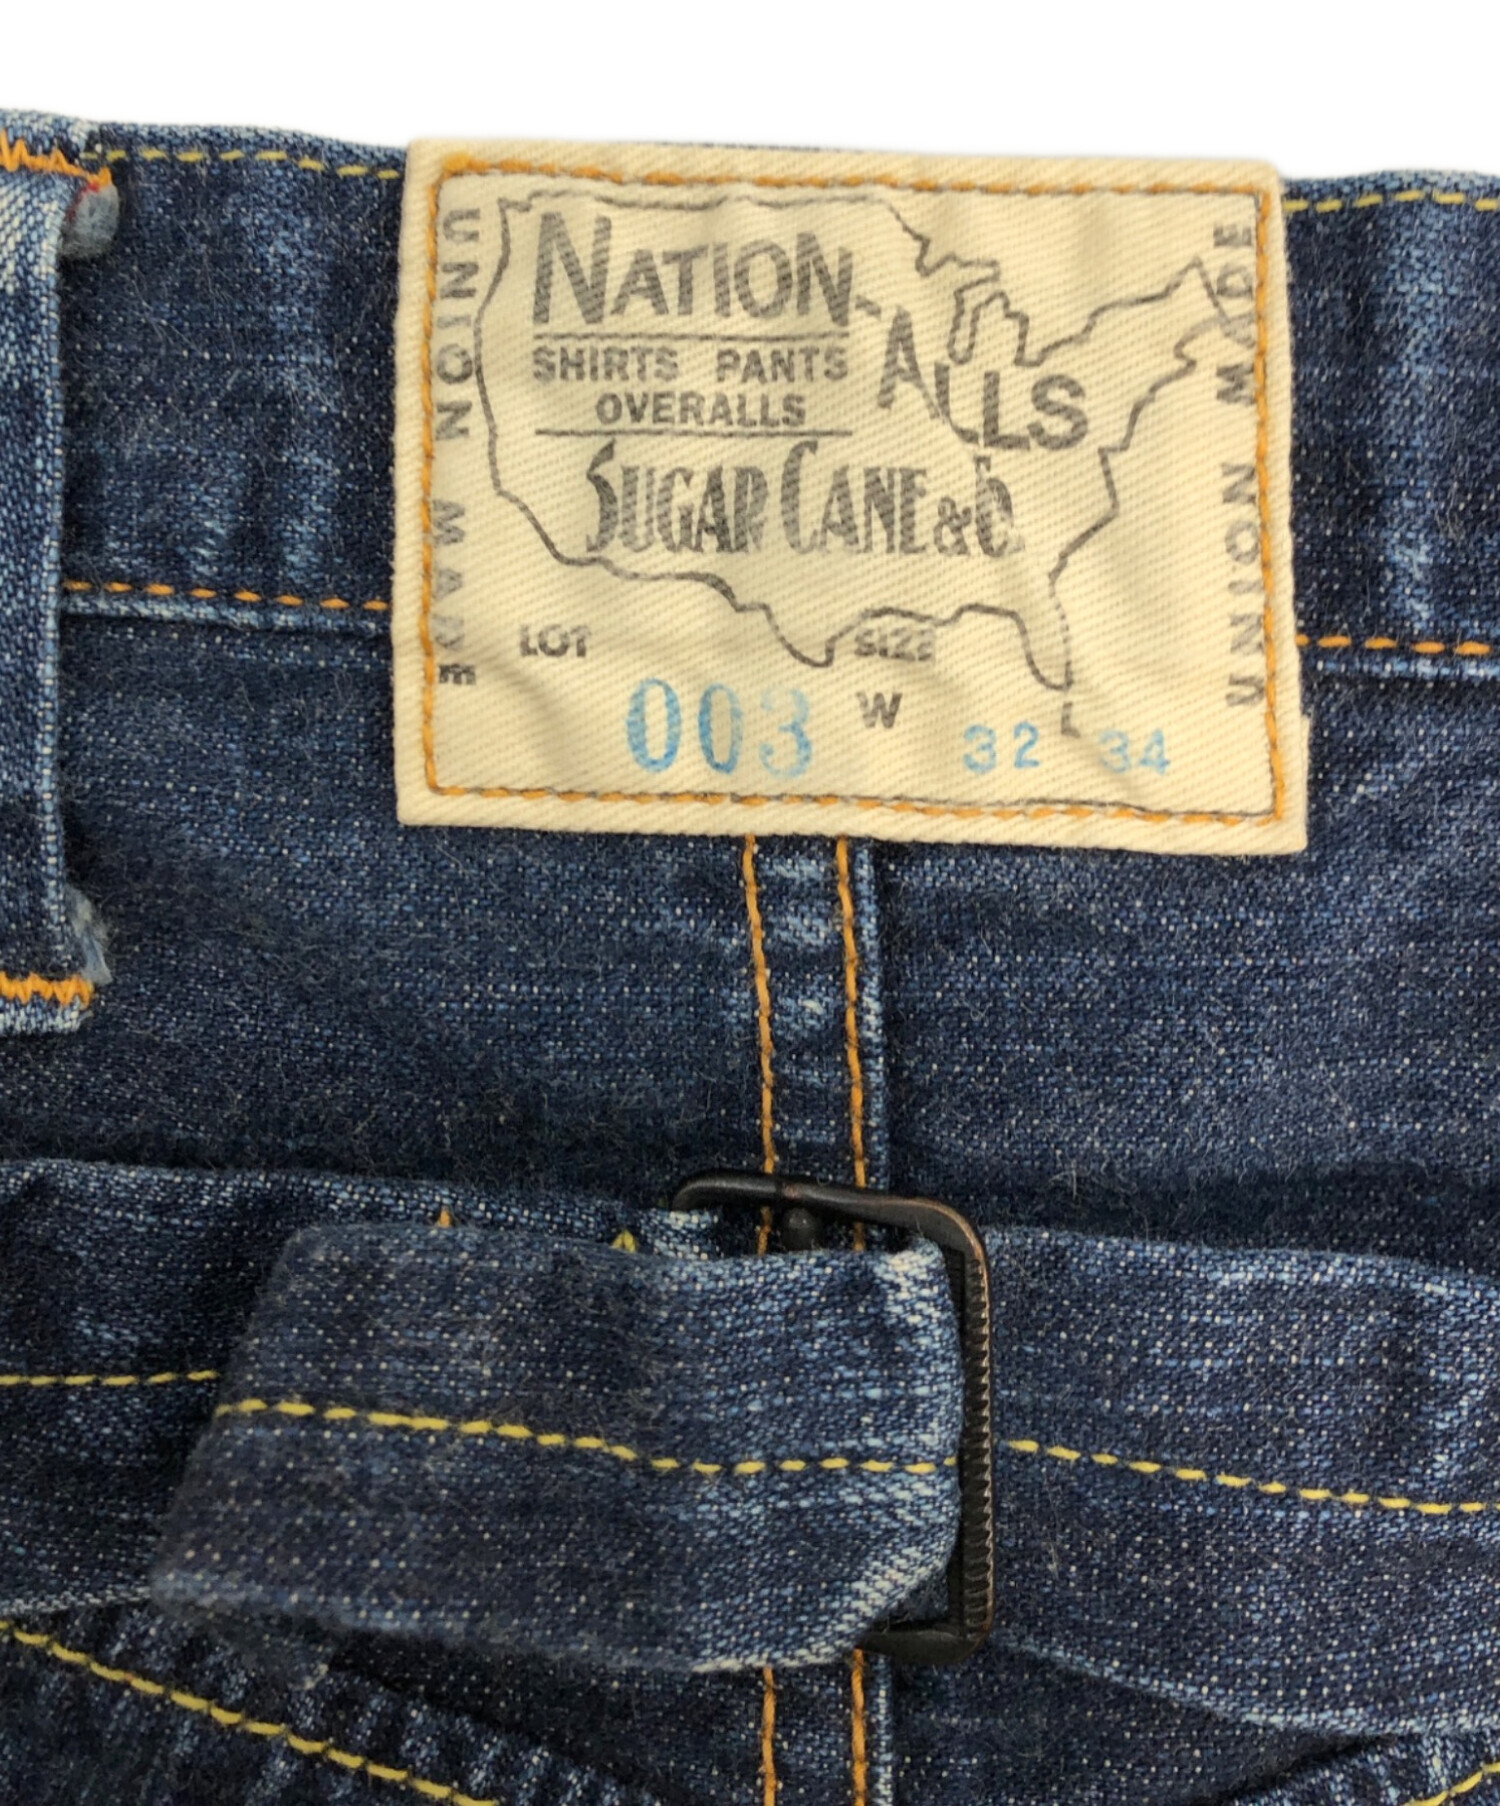 UNION MADE
NATION-ALLS
SHIRTS PANTS
OVERALLS
SUGAR CANE & Co.
LOT
003
SIZE
W 32 L 34
UNION MADE